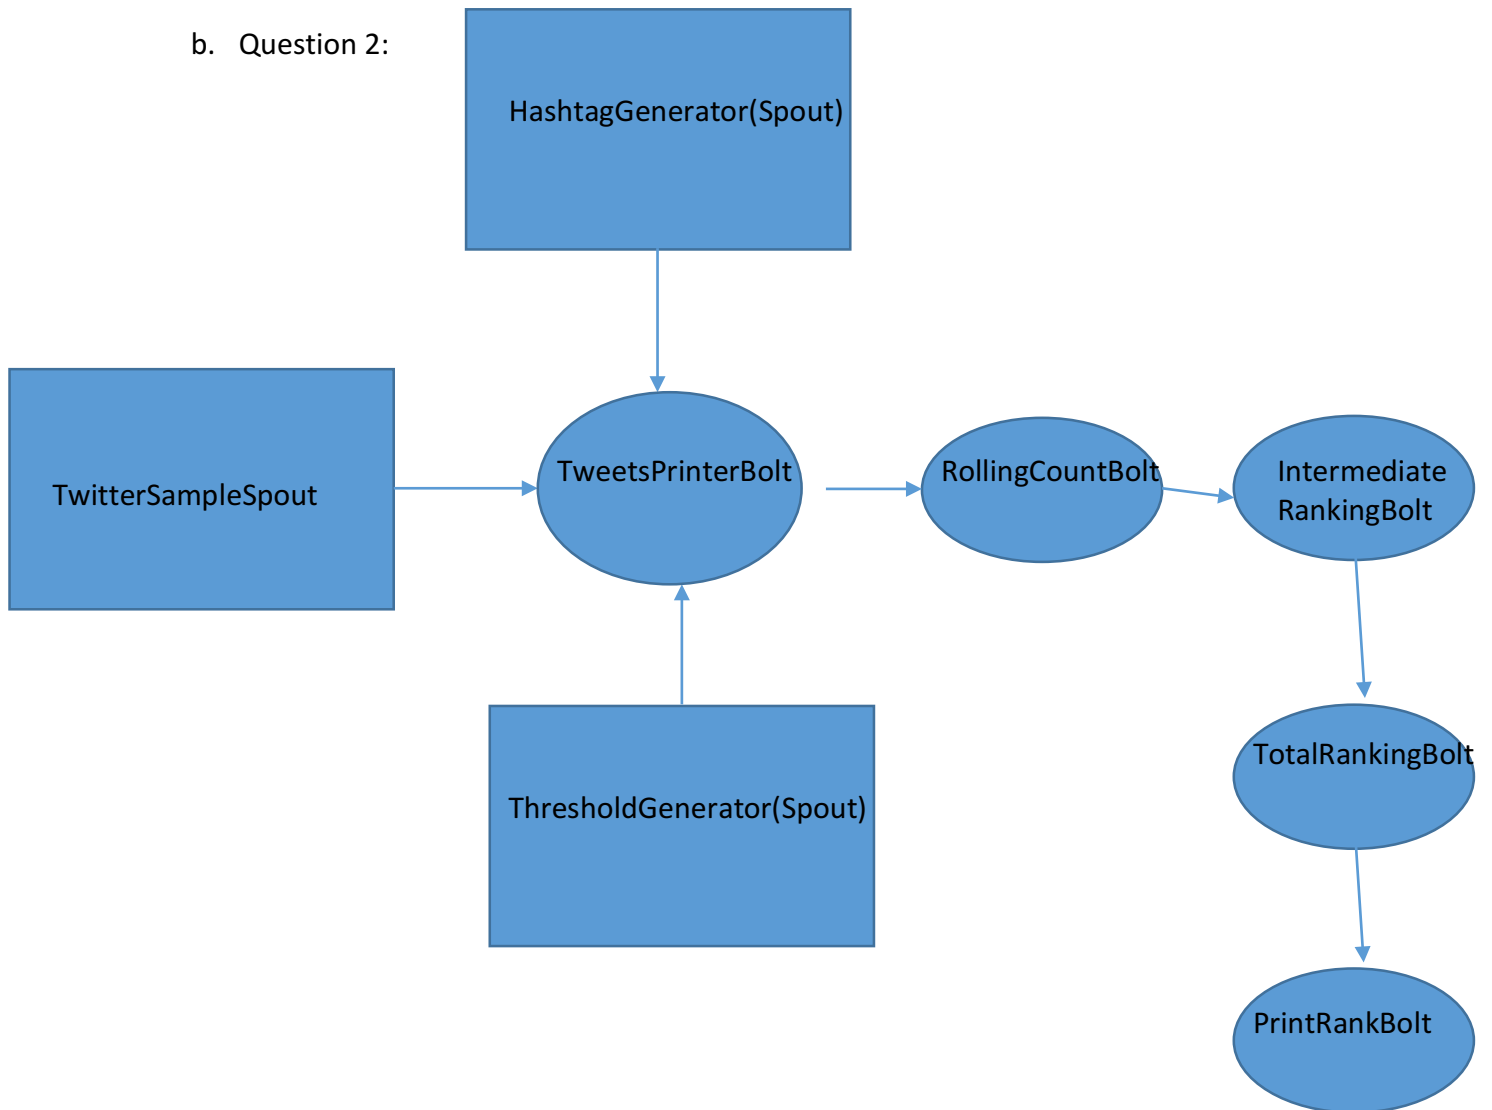 b. Question 2:
HashtagGenerator(Spout)
TwitterSampleSpout
TweetsPrinterBolt
RollingCountBolt
Intermediate
RankingBolt
ThresholdGenerator(Spout)
TotalRankingBolt
PrintRankBolt